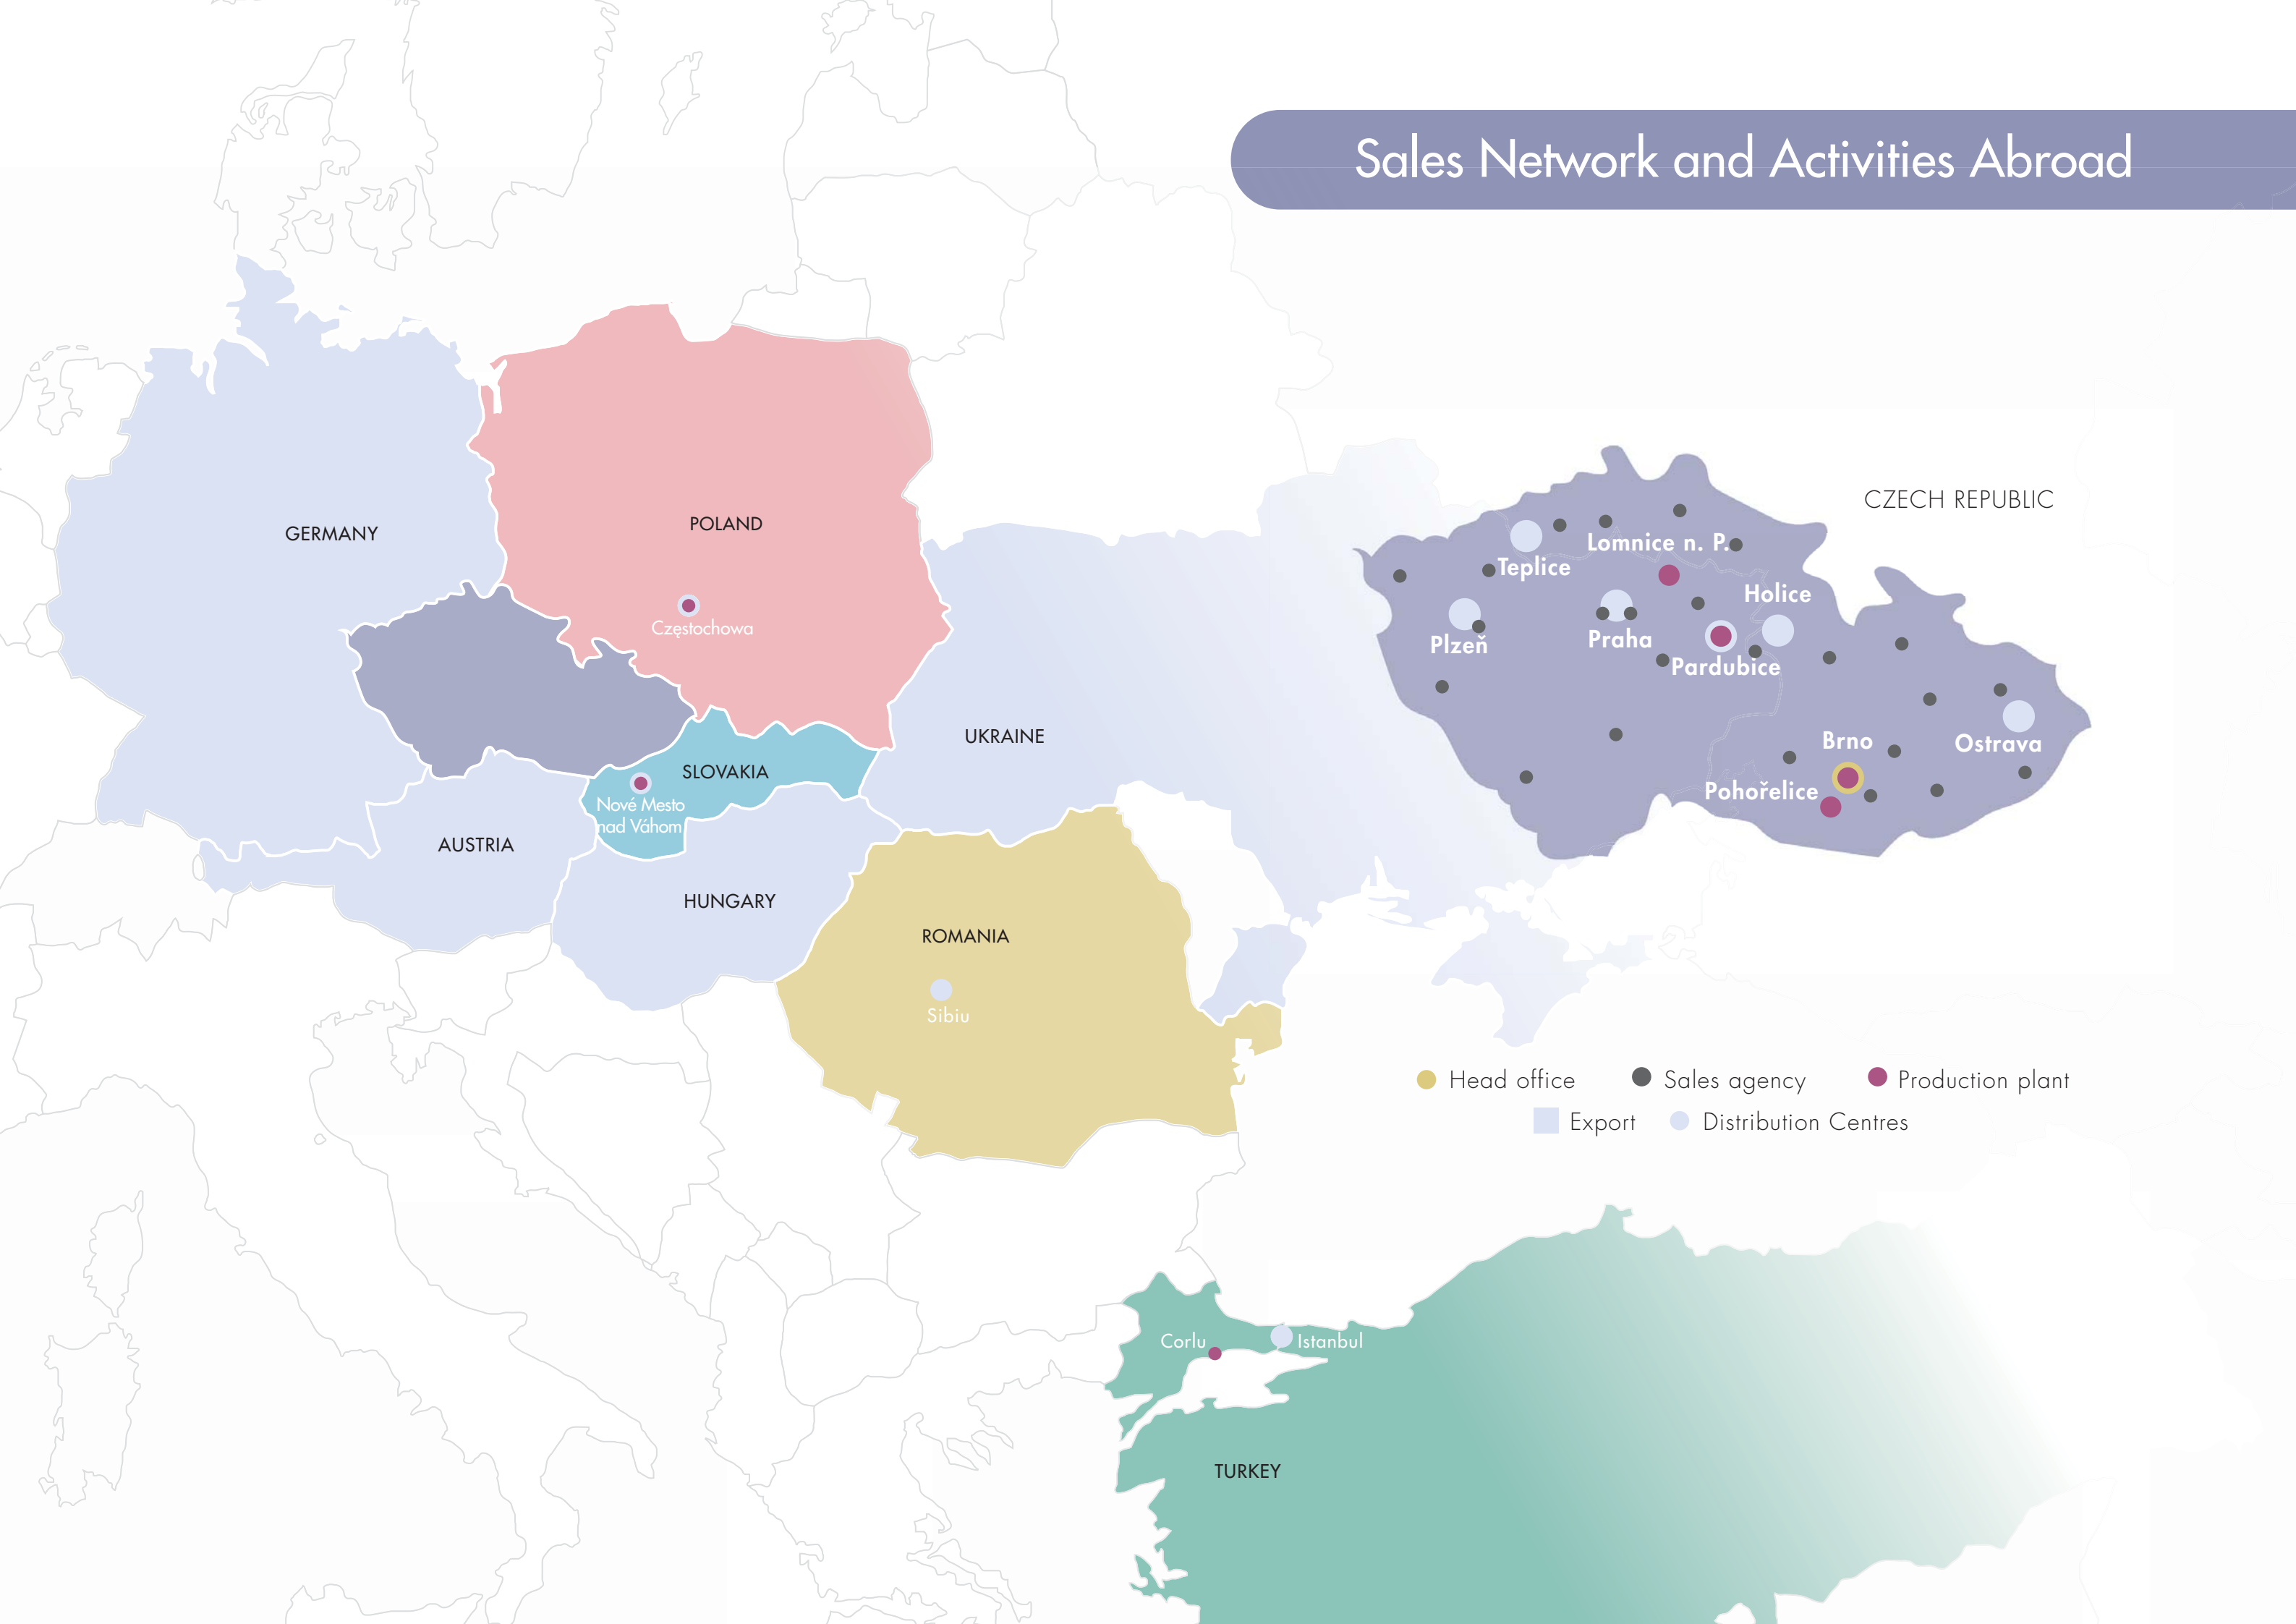 Sales Network and Activities Abroad
CZECH REPUBLIC
GERMANY
POLAND
Lomnice n. P.
Teplice
Holice
Częstochowa
Plzeň
Praha
Pardubice
UKRAINE
Brno
Ostrava
SLOVAKIA
Nové Mesto
nad Váhom
Pohořelice
AUSTRIA
HUNGARY
ROMANIA
Sibiu
Head office
Sales agency
Production plant
Export
Distribution Centres
Corlu
Istanbul
TURKEY